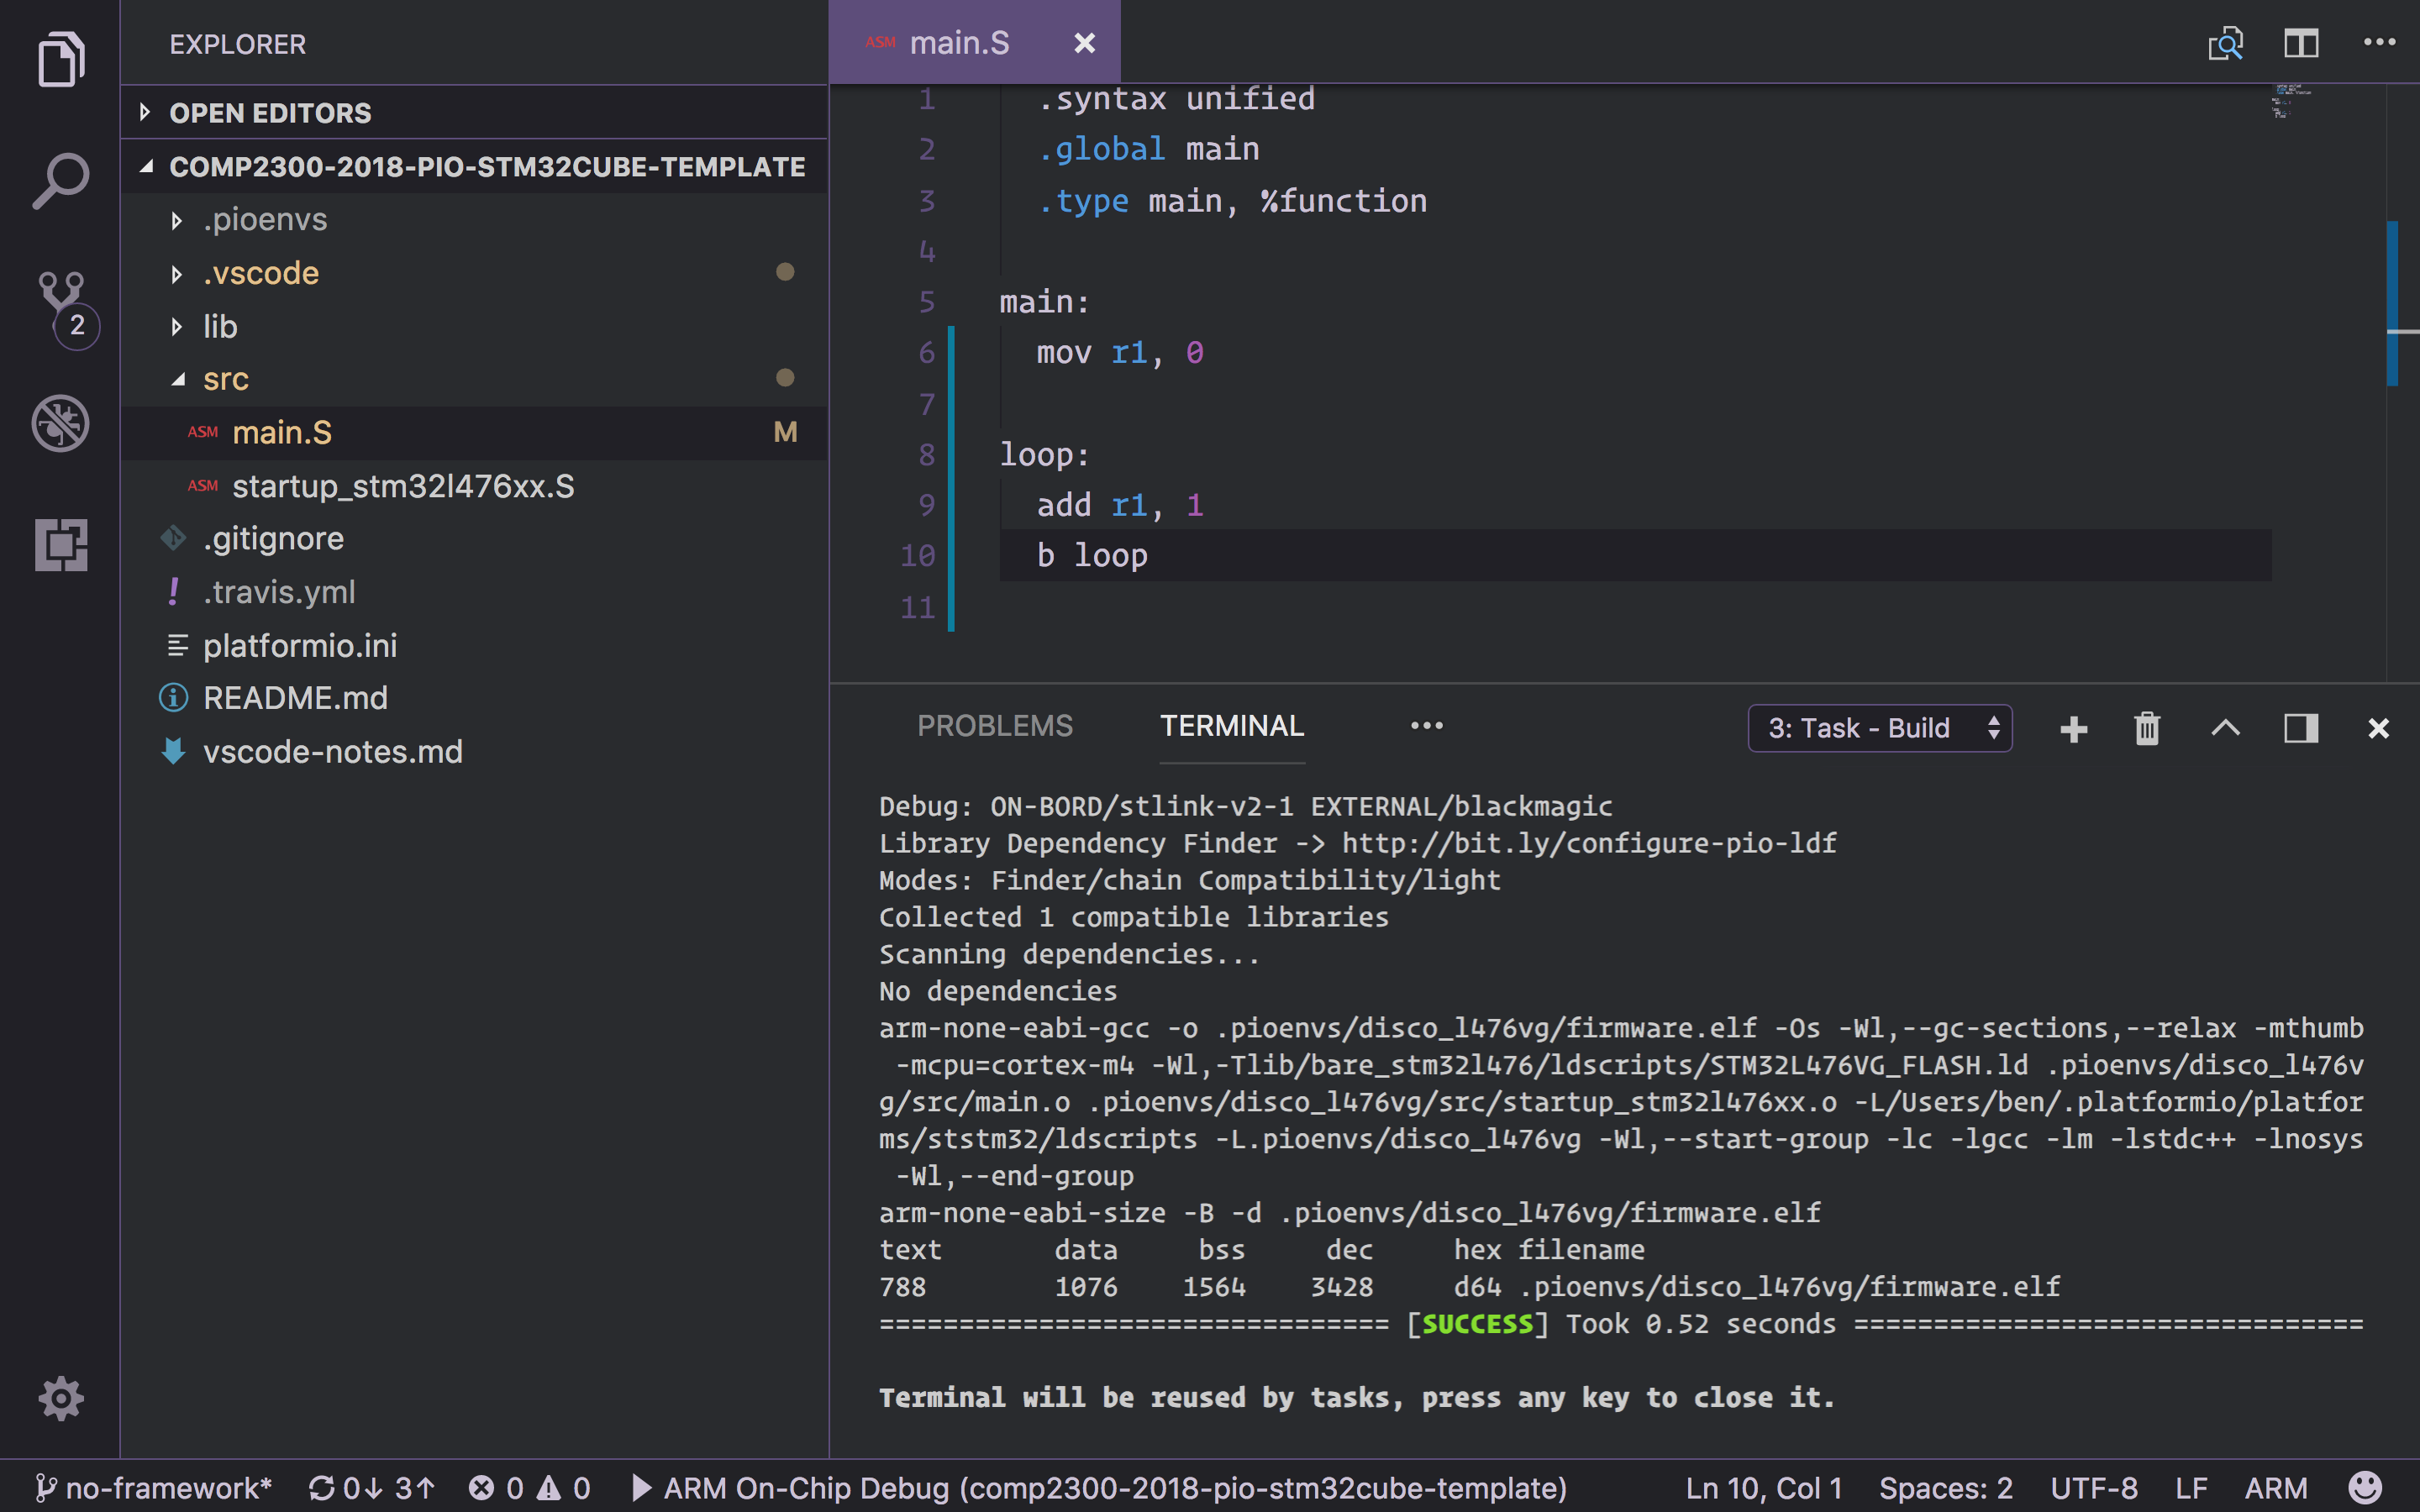 EXPLORER
OPEN EDITORS
COMP2300-2018-PIO-STM32CUBE-TEMPLATE
.pioenvs
.vscode
lib
src
ASM main.S M
ASM startup_stm32l476xx.S
.gitignore
! .travis.yml
platformio.ini
README.md
vscode-notes.md
2
ASM main.S
1 .syntax unified
2 .global main
3 .type main, %function
4
5 main:
6 mov r1, 0
7
8 loop:
9 add r1, 1
10 b loop
11
PROBLEMS TERMINAL ••• 3: Task - Build
Debug: ON-BORD/stlink-v2-1 EXTERNAL/blackmagic
Library Dependency Finder -> http://bit.ly/configure-pio-ldf
Modes: Finder/chain Compatibility/light
Collected 1 compatible libraries
Scanning dependencies...
No dependencies
arm-none-eabi-gcc -o .pioenvs/disco_l476vg/firmware.elf -Os -Wl,--gc-sections,--relax -mthumb
-mcpu=cortex-m4 -Wl,-Tlib/bare_stm32l476/ldscripts/STM32L476VG_FLASH.ld .pioenvs/disco_l476v
g/src/main.o .pioenvs/disco_l476vg/src/startup_stm32l476xx.o -L/Users/ben/.platformio/platfor
ms/ststm32/ldscripts -L.pioenvs/disco_l476vg -Wl,--start-group -lc -lgcc -lm -lstdc++ -lnosys
-Wl,--end-group
arm-none-eabi-size -B -d .pioenvs/disco_l476vg/firmware.elf
text data bss dec hex filename
788 1076 1564 3428 d64 .pioenvs/disco_l476vg/firmware.elf
================================ [SUCCESS] Took 0.52 seconds ================================
Terminal will be reused by tasks, press any key to close it.
no-framework* 0↓ 3↑ 0 0 ARM On-Chip Debug (comp2300-2018-pio-stm32cube-template) Ln 10, Col 1 Spaces: 2 UTF-8 LF ARM